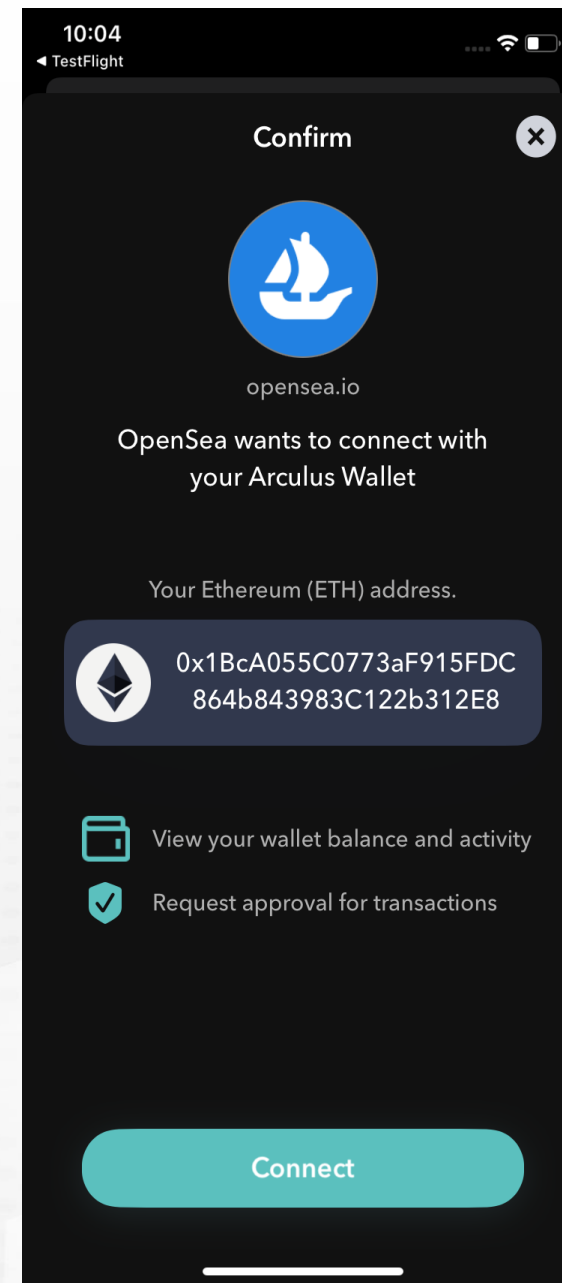 10:04
◀ TestFlight
Confirm
opensea.io
OpenSea wants to connect with
your Arculus Wallet
Your Ethereum (ETH) address.
0x1BcA055C0773aF915FDC
864b843983C122b312E8
View your wallet balance and activity
Request approval for transactions
Connect